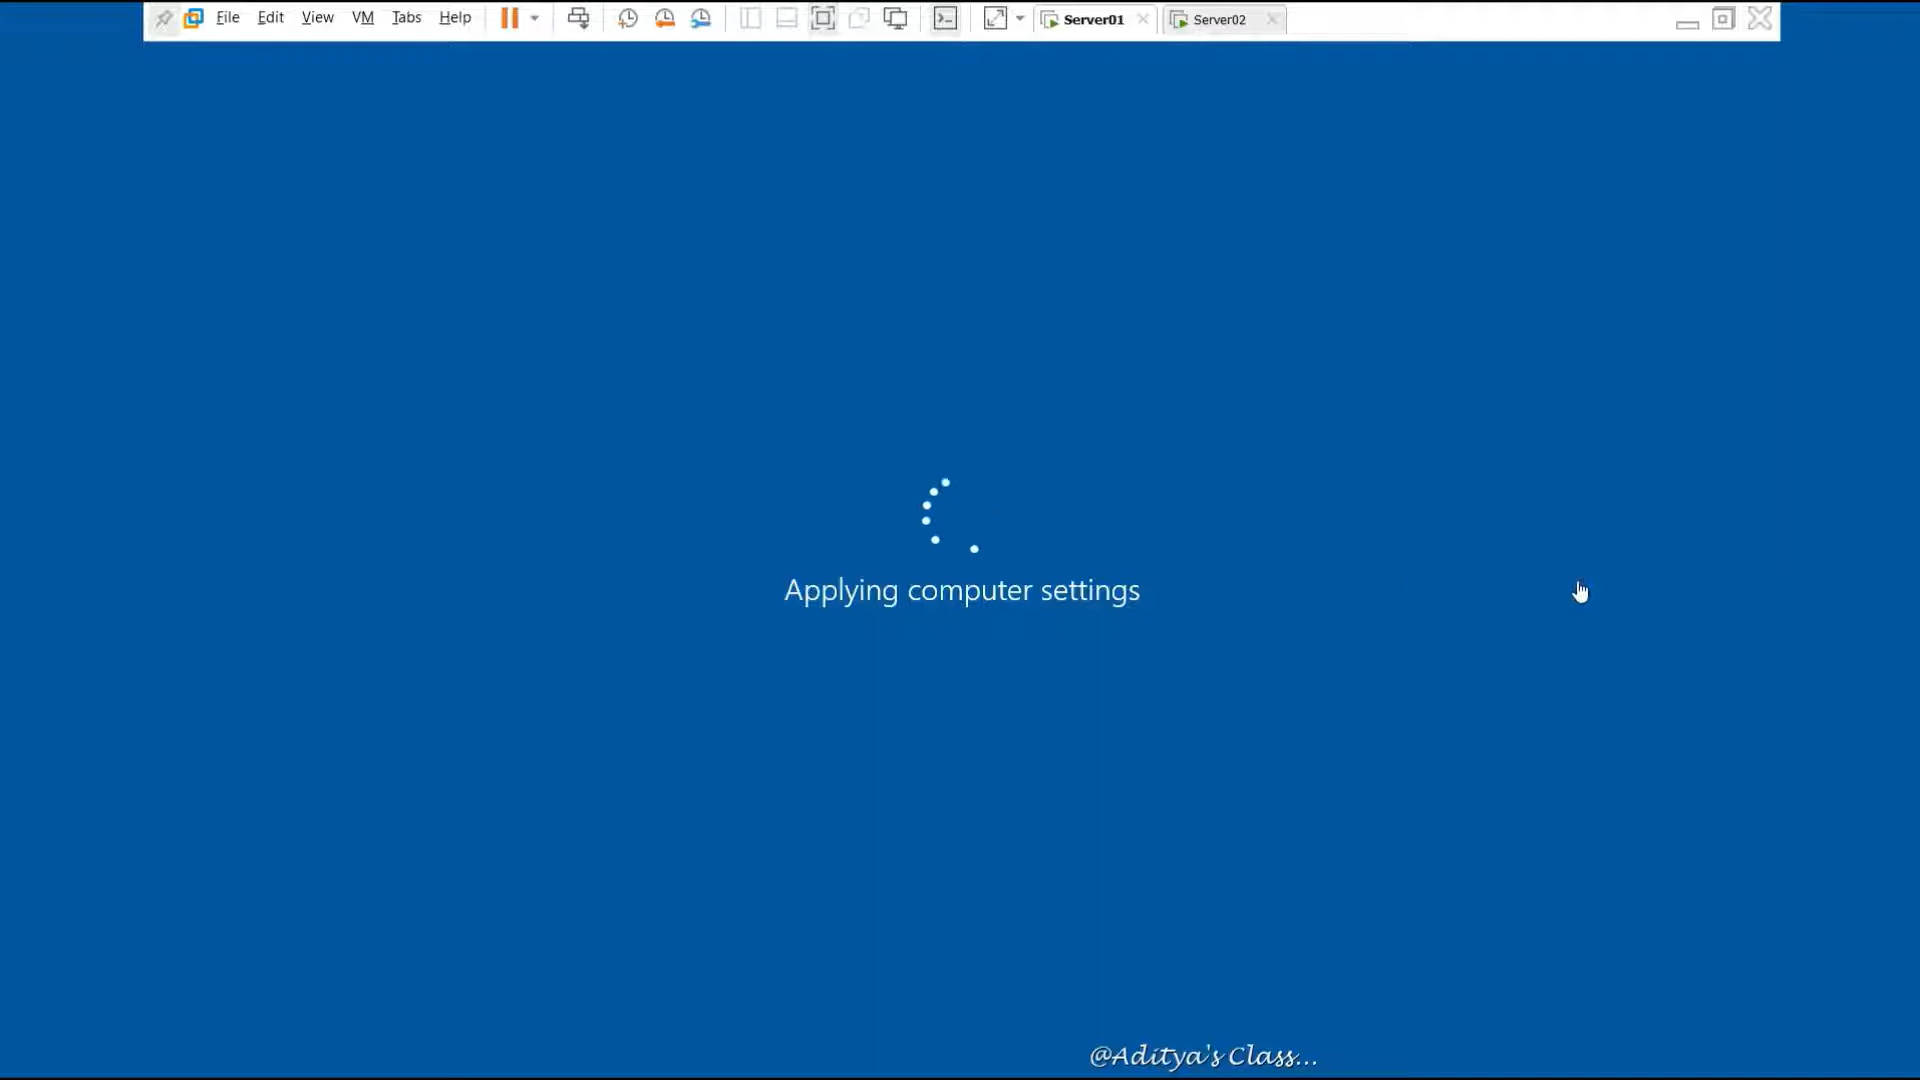 File Edit View VM Tabs Help Server01 Server02
Applying computer settings
@Aditya's Class...